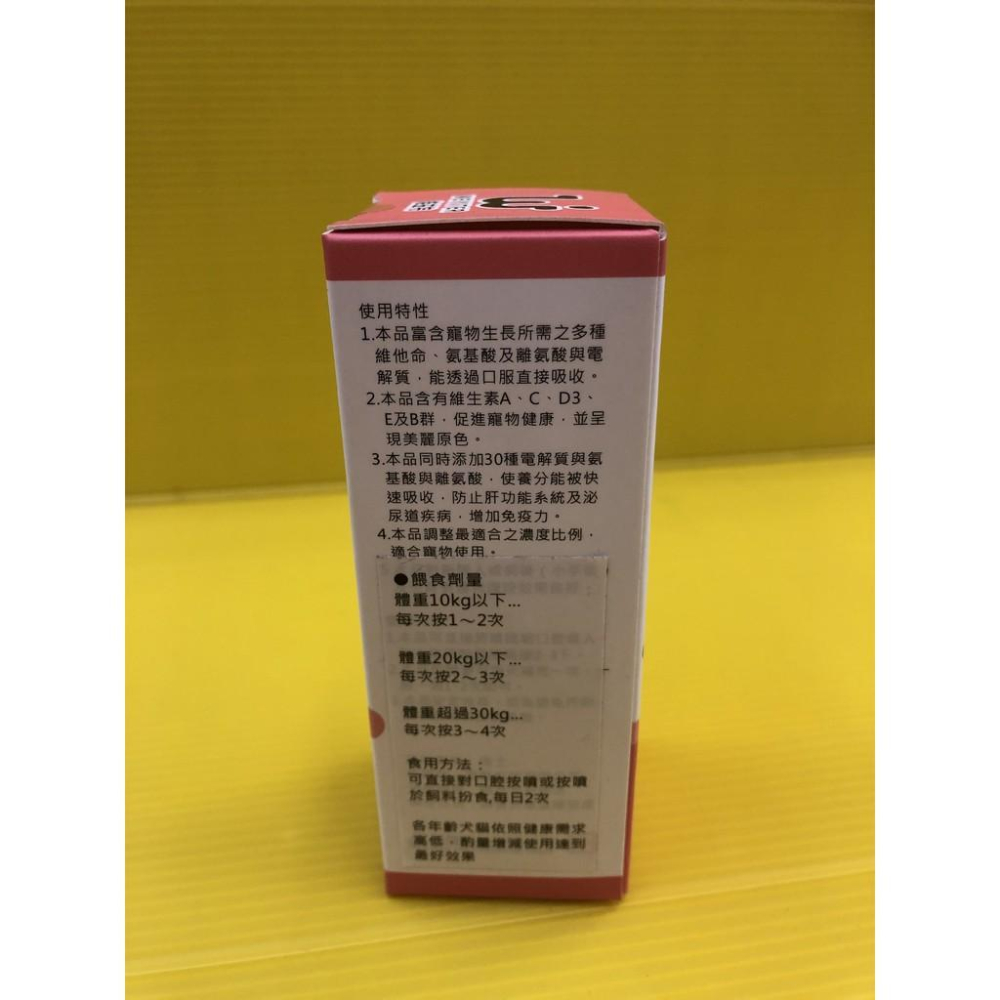 使用特性
1.本品富含寵物生長所需之多種
維他命、氨基酸及離氨酸與電
解質，能透過口服直接吸收。
2.本品含有維生素A、C、D3、
E及B群，促進寵物健康，並呈
現美麗原色。
3.本品同時添加30種電解質與氨
基酸與離氨酸，使養分能被快
速吸收，防止肝功能系統及泌
尿道疾病，增加免疫力。
4.本品調整最適合之濃度比例，
適合寵物使用。
●餵食劑量
體重10kg以下...
每次按1～2次
體重20kg以下...
每次按2～3次
體重超過30kg...
每次按3～4次
食用方法：
可直接對口腔按噴或按噴
於飼料扮食,每日2次
各年齡犬貓依照健康需求
高低，酌量增減使用達到
最好效果